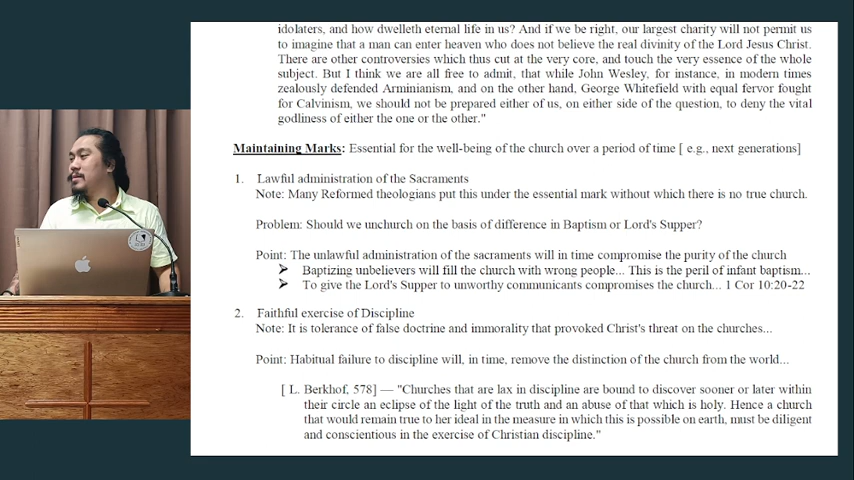 idolaters, and how dwelleth eternal life in us? And if we be right, our largest charity will not permit us
to imagine that a man can enter heaven who does not believe the real divinity of the Lord Jesus Christ.
There are other controversies which thus cut at the very core, and touch the very essence of the whole
subject. But I think we are all free to admit, that while John Wesley, for instance, in modern times
zealously defended Arminianism, and on the other hand, George Whitefield with equal fervor fought
for Calvinism, we should not be prepared either of us, on either side of the question, to deny the vital
godliness of either the one or the other."
Maintaining Marks: Essential for the well-being of the church over a period of time [ e.g., next generations]
1. Lawful administration of the Sacraments
Note: Many Reformed theologians put this under the essential mark without which there is no true church.
Problem: Should we unchurch on the basis of difference in Baptism or Lord's Supper?
Point: The unlawful administration of the sacraments will in time compromise the purity of the church
➢ Baptizing unbelievers will fill the church with wrong people... This is the peril of infant baptism...
➢ To give the Lord's Supper to unworthy communicants compromises the church... 1 Cor 10:20-22
2. Faithful exercise of Discipline
Note: It is tolerance of false doctrine and immorality that provoked Christ's threat on the churches...
Point: Habitual failure to discipline will, in time, remove the distinction of the church from the world...
[ L. Berkhof, 578] — "Churches that are lax in discipline are bound to discover sooner or later within
their circle an eclipse of the light of the truth and an abuse of that which is holy. Hence a church
that would remain true to her ideal in the measure in which this is possible on earth, must be diligent
and conscientious in the exercise of Christian discipline."